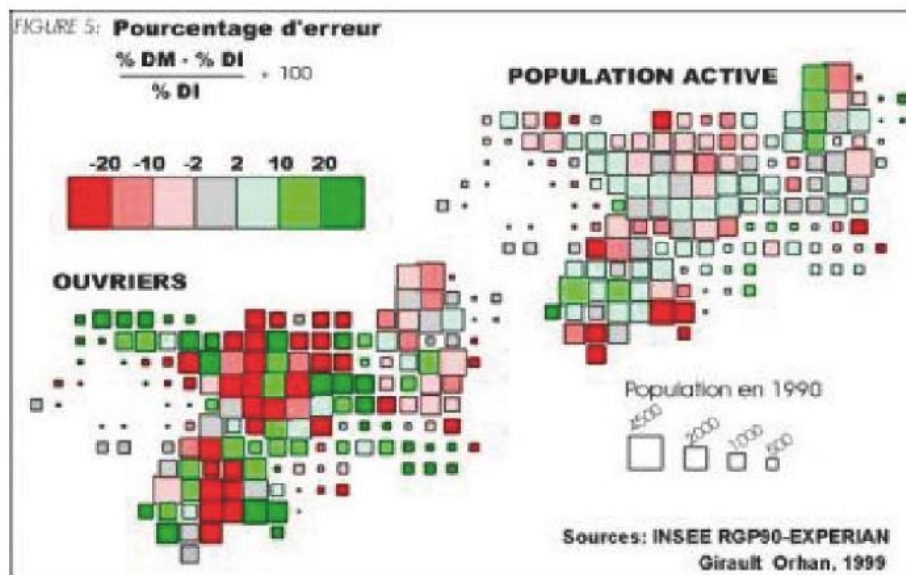 FIGURE 5: Pourcentage d'erreur
% DM - % DI
% DI
* 100
-20 -10 -2 2 10 20
POPULATION ACTIVE
OUVRIERS
Population en 1990
4500 2000 1000 500
Sources: INSEE RGP90-EXPERIAN
Girault Orhan, 1999